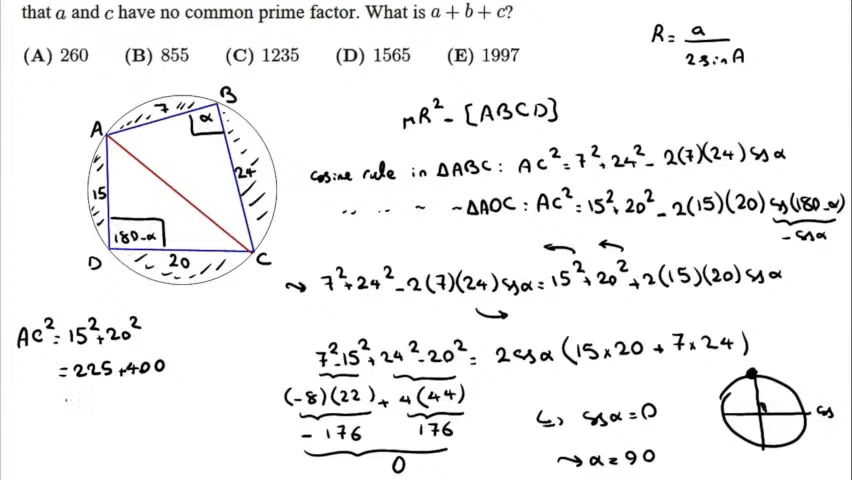 that a and c have no common prime factor. What is a + b + c?
(A) 260 (B) 855 (C) 1235 (D) 1565 (E) 1997
R = a / 2 sin A
πR² - [ABCD]
cosine rule in ΔABC: AC² = 7² + 24² - 2(7)(24) cos α
.. .. ~ ~ ΔADC: AC² = 15² + 20² - 2(15)(20) cos(180-α)
-cos α
A
B
C
D
7
24
15
20
α
180-α
⇝ 7² + 24² - 2(7)(24) cos α = 15² + 20² + 2(15)(20) cos α
7² - 15² + 24² - 20² = 2 cos α (15 × 20 + 7 × 24)
(-8)(22) + 4(44)
-176 176
0
↳ cos α = 0
⇝ α = 90
cos
AC² = 15² + 20²
= 225 + 400